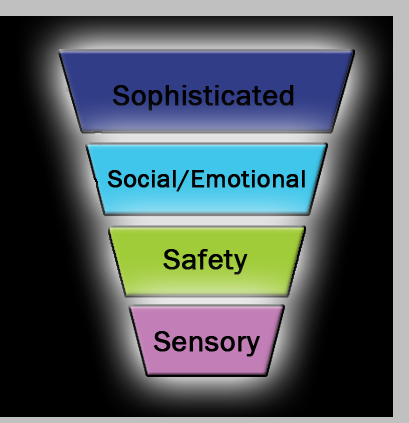 Sophisticated
Social/Emotional
Safety
Sensory